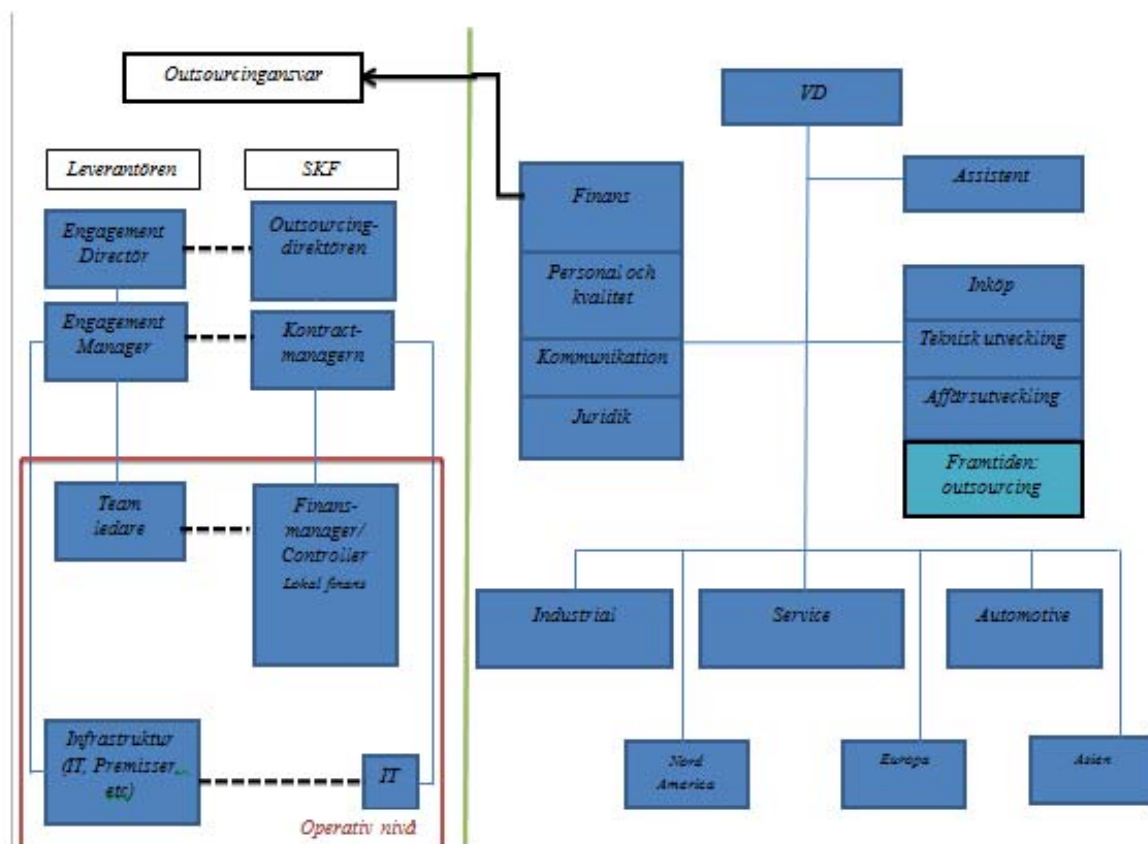 Outsourcingansvar
Leverantören
SKF
Engagement
Directör
Outsourcing-
direktören
Engagement
Manager
Kontract-
managern
Team
ledare
Finans-
manager/
Controller
Lokal finans
Infrastruktur
(IT, Premisser,
etc)
IT
Operativ nivå
VD
Assistent
Finans
Personal och
kvalitet
Kommunikation
Juridik
Inköp
Teknisk utveckling
Affärsutveckling
Framtiden:
outsourcing
Industrial
Service
Automotive
Nord
America
Europa
Asien